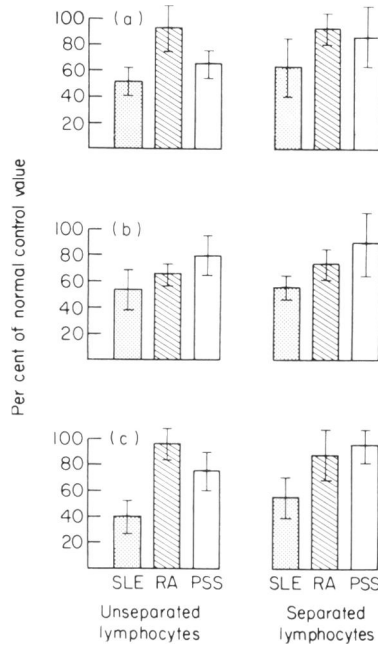 Per cent of normal control value
(a)
100
80
60
40
20
(b)
100
80
60
40
20
(c)
100
80
60
40
20
SLE RA PSS SLE RA PSS
Unseparated Separated
lymphocytes lymphocytes